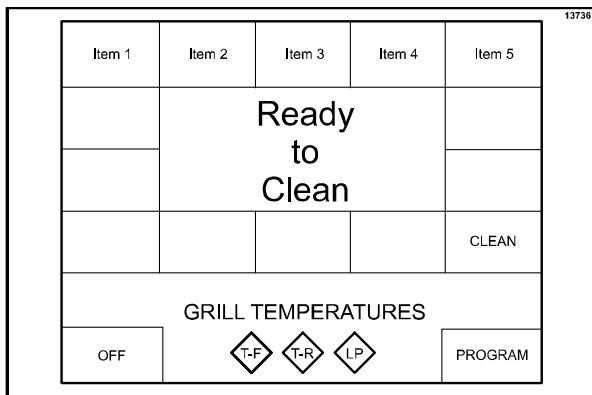 13736
Item 1 Item 2 Item 3 Item 4 Item 5
Ready
to
Clean
CLEAN
GRILL TEMPERATURES
OFF T-F T-R LP PROGRAM